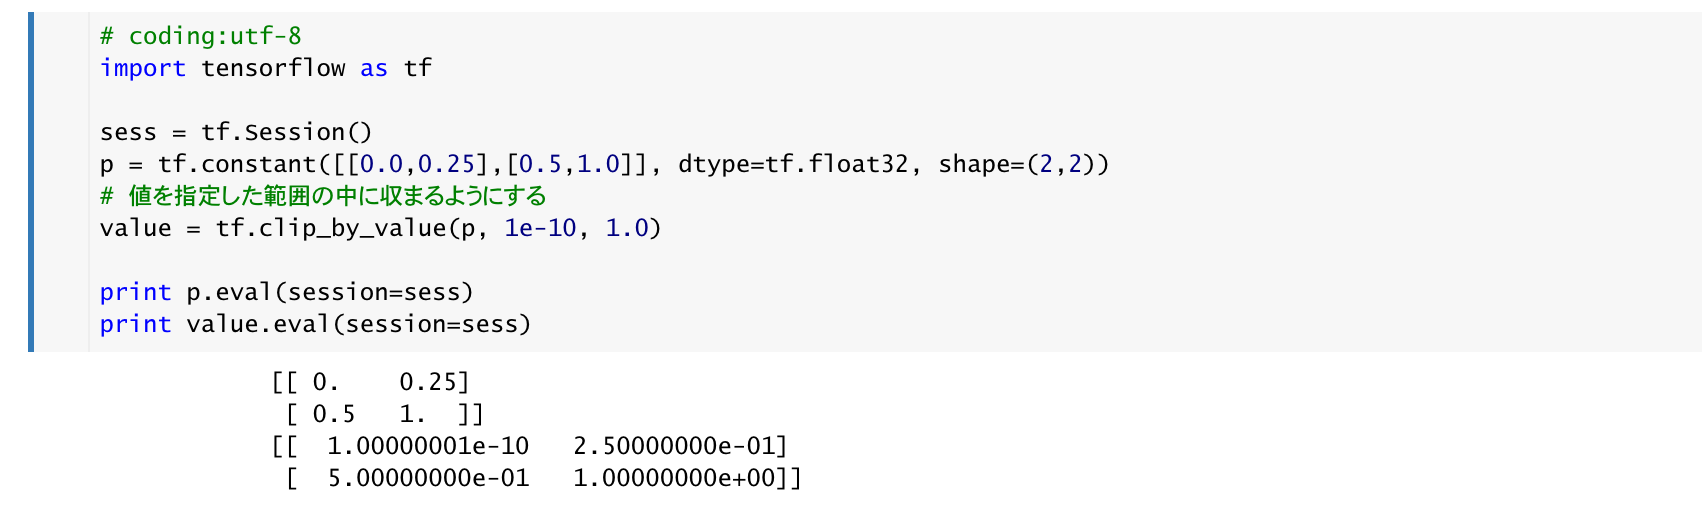 # coding:utf-8
import tensorflow as tf
sess = tf.Session()
p = tf.constant([[0.0,0.25],[0.5,1.0]], dtype=tf.float32, shape=(2,2))
# 値を指定した範囲の中に収まるようにする
value = tf.clip_by_value(p, 1e-10, 1.0)
print p.eval(session=sess)
print value.eval(session=sess)
[[ 0.    0.25]
 [ 0.5   1.  ]]
[[  1.00000001e-10   2.50000000e-01]
 [  5.00000000e-01   1.00000000e+00]]